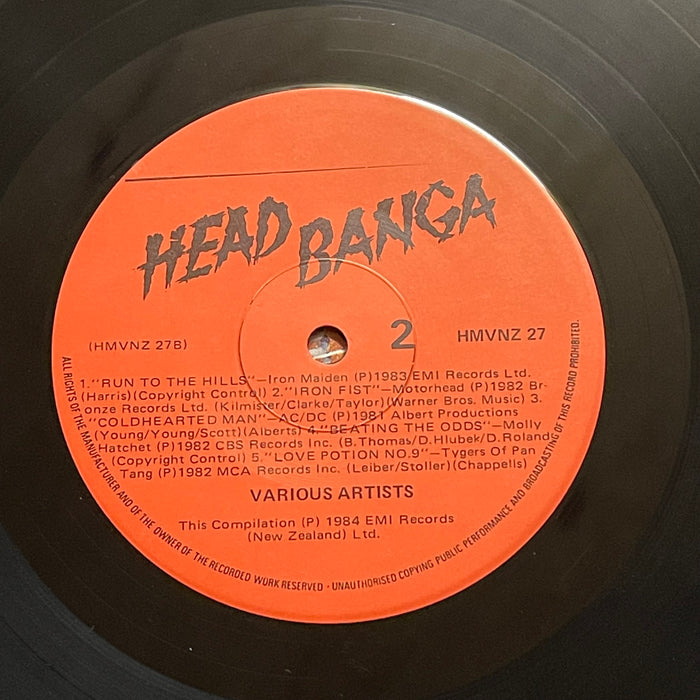 HEAD BANGA
2
(HMVNZ 27B)
HMVNZ 27
1."RUN TO THE HILLS"—Iron Maiden (P)1983 EMI Records Ltd.
(Harris)(Copyright Control) 2."IRON FIST"—Motorhead (P)1982 Br-
onze Records Ltd. (Kilmister/Clarke/Taylor)(Warner Bros. Music) 3.
"COLDHEARTED MAN"—AC/DC (P)1981 Albert Productions
(Young/Young/Scott)(Alberts) 4."BEATING THE ODDS"—Molly
Hatchet (P)1982 CBS Records Inc. (B.Thomas/D.Hlubek/D.Roland
(Copyright Control) 5."LOVE POTION NO.9"—Tygers Of Pan
Tang (P)1982 MCA Records Inc. (Leiber/Stoller)(Chappells)
VARIOUS ARTISTS
This Compilation (P) 1984 EMI Records
(New Zealand) Ltd.
ALL RIGHTS OF THE MANUFACTURER AND OF THE OWNER OF THE RECORDED WORK RESERVED · UNAUTHORISED COPYING PUBLIC PERFORMANCE AND BROADCASTING OF THIS RECORD PROHIBITED.